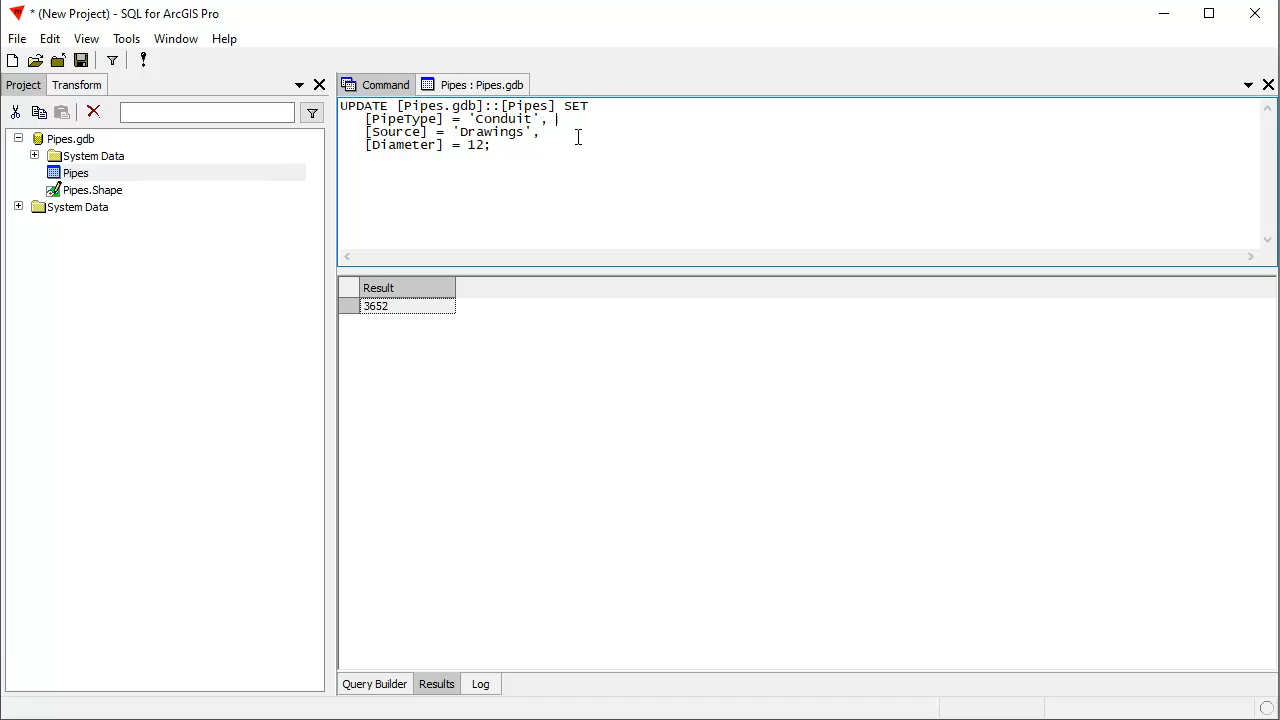 * (New Project) - SQL for ArcGIS Pro
File Edit View Tools Window Help
Project Transform
Command Pipes : Pipes.gdb
Pipes.gdb
System Data
Pipes
Pipes.Shape
System Data
UPDATE [Pipes.gdb]::[Pipes] SET
[PipeType] = 'Conduit',
[Source] = 'Drawings',
[Diameter] = 12;
Result
3652
Query Builder Results Log